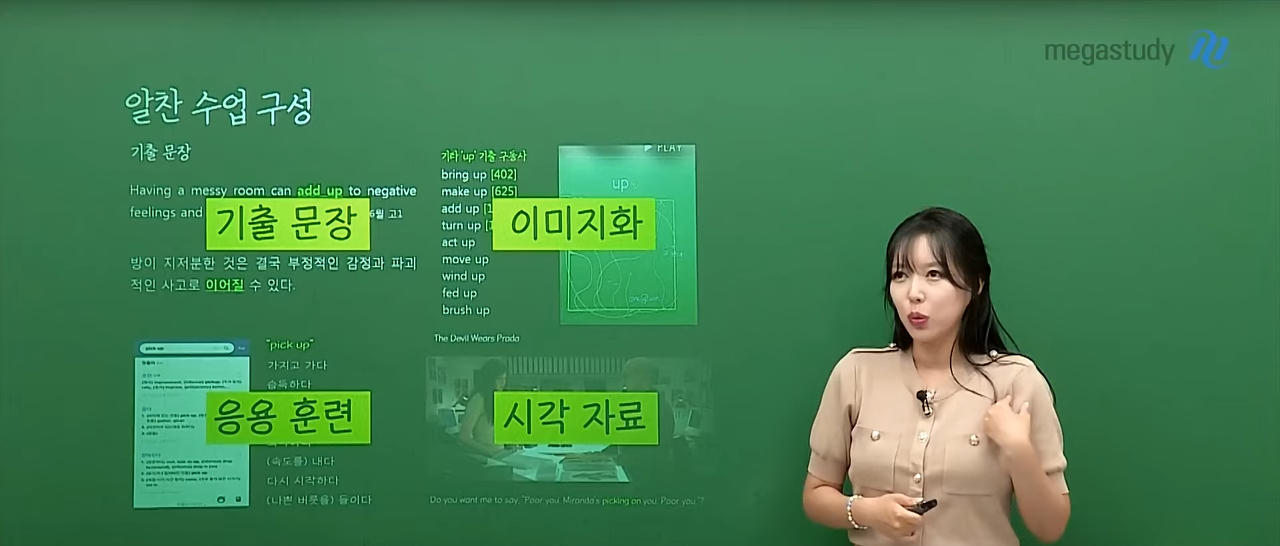 megastudy
알찬 수업 구성
기출 문장
Having a messy room can add up to negative
feelings and
6월 고1
기출 문장
방이 지저분한 것은 결국 부정적인 감정과 파괴
적인 사고로 이어질 수 있다.
기타 'up' 기출 구동사
bring up [402]
make up [625]
add up
turn up
act up
move up
wind up
fed up
brush up
PLAY
up
이미지화
pick up
"pick up"
가지고 가다
습득하다
응용 훈련
(속도를) 내다
다시 시작하다
(나쁜 버릇을) 들이다
The Devil Wears Prada
시각 자료
Do you want me to say, "Poor you. Miranda's picking on you. Poor you."?